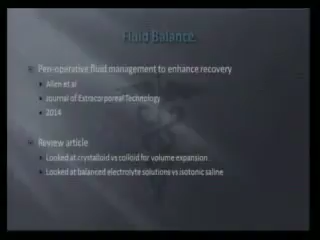 Fluid Balance
Peri-operative fluid management to enhance recovery
Allen et al
Journal of Extracorporeal Technology
2014
Review article
Looked at crystalloid vs colloid for volume expansion
Looked at balanced electrolyte solutions vs isotonic saline